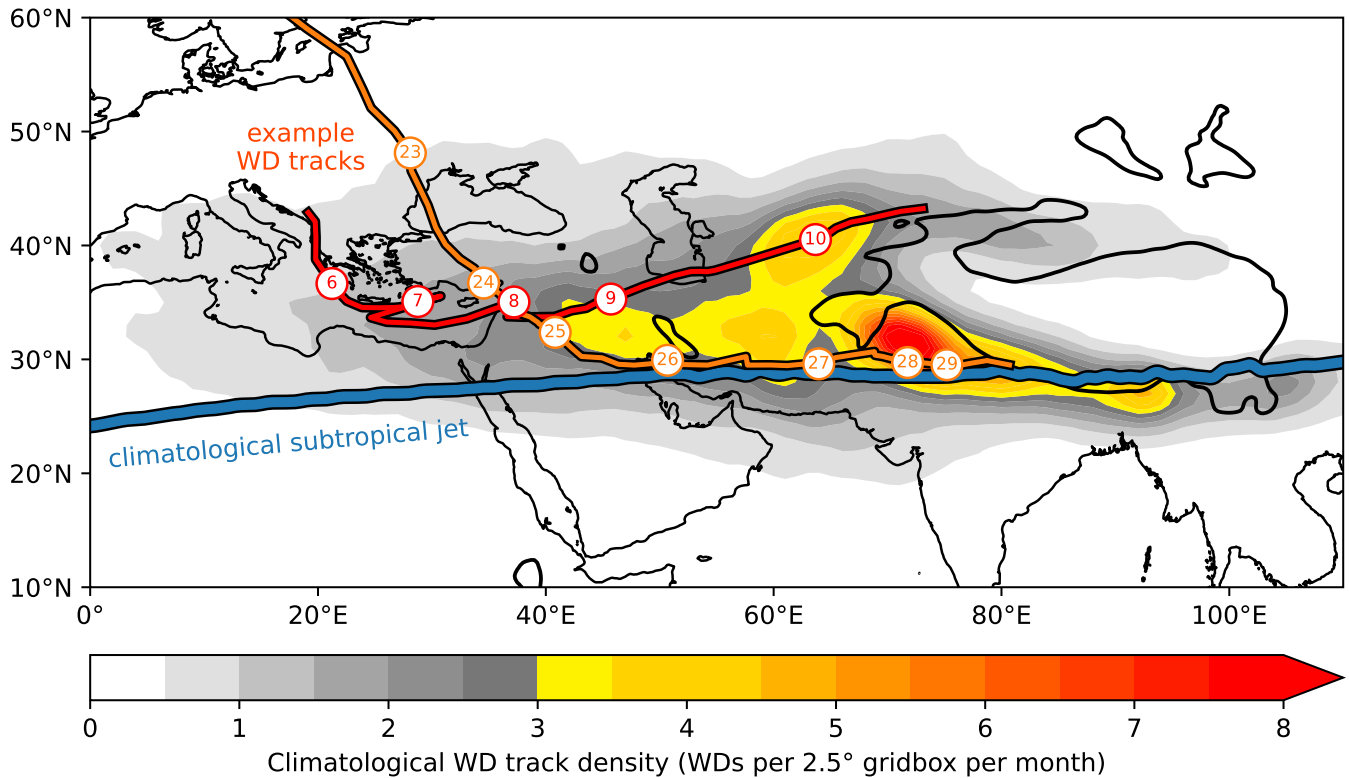 60°N
50°N
40°N
30°N
20°N
10°N
example
WD tracks
23
24
25
26
27
28
29
6
7
8
9
10
climatological subtropical jet
0° 20°E 40°E 60°E 80°E 100°E
0 1 2 3 4 5 6 7 8
Climatological WD track density (WDs per 2.5° gridbox per month)